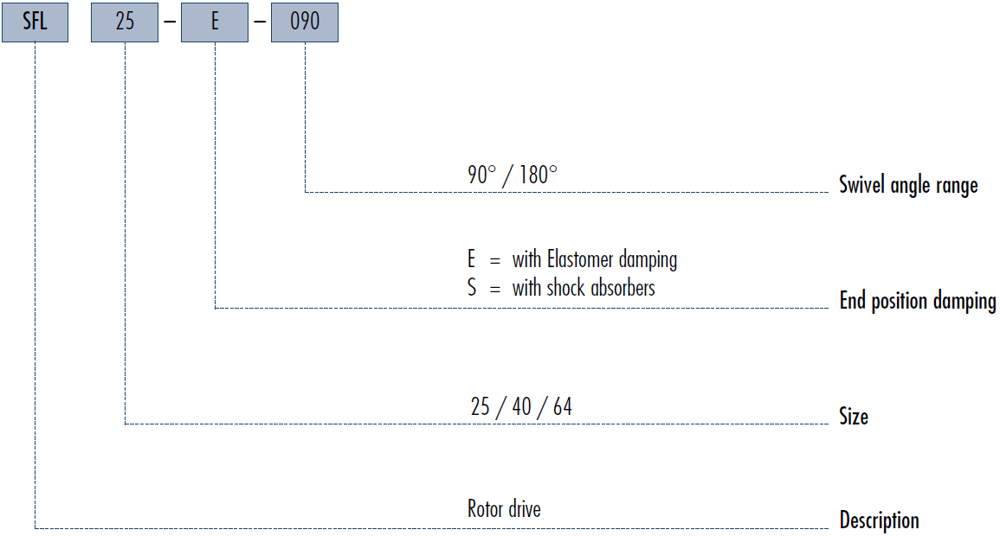 SFL 25 – E – 090
90° / 180°
Swivel angle range
E = with Elastomer damping
S = with shock absorbers
End position damping
25 / 40 / 64
Size
Rotor drive
Description